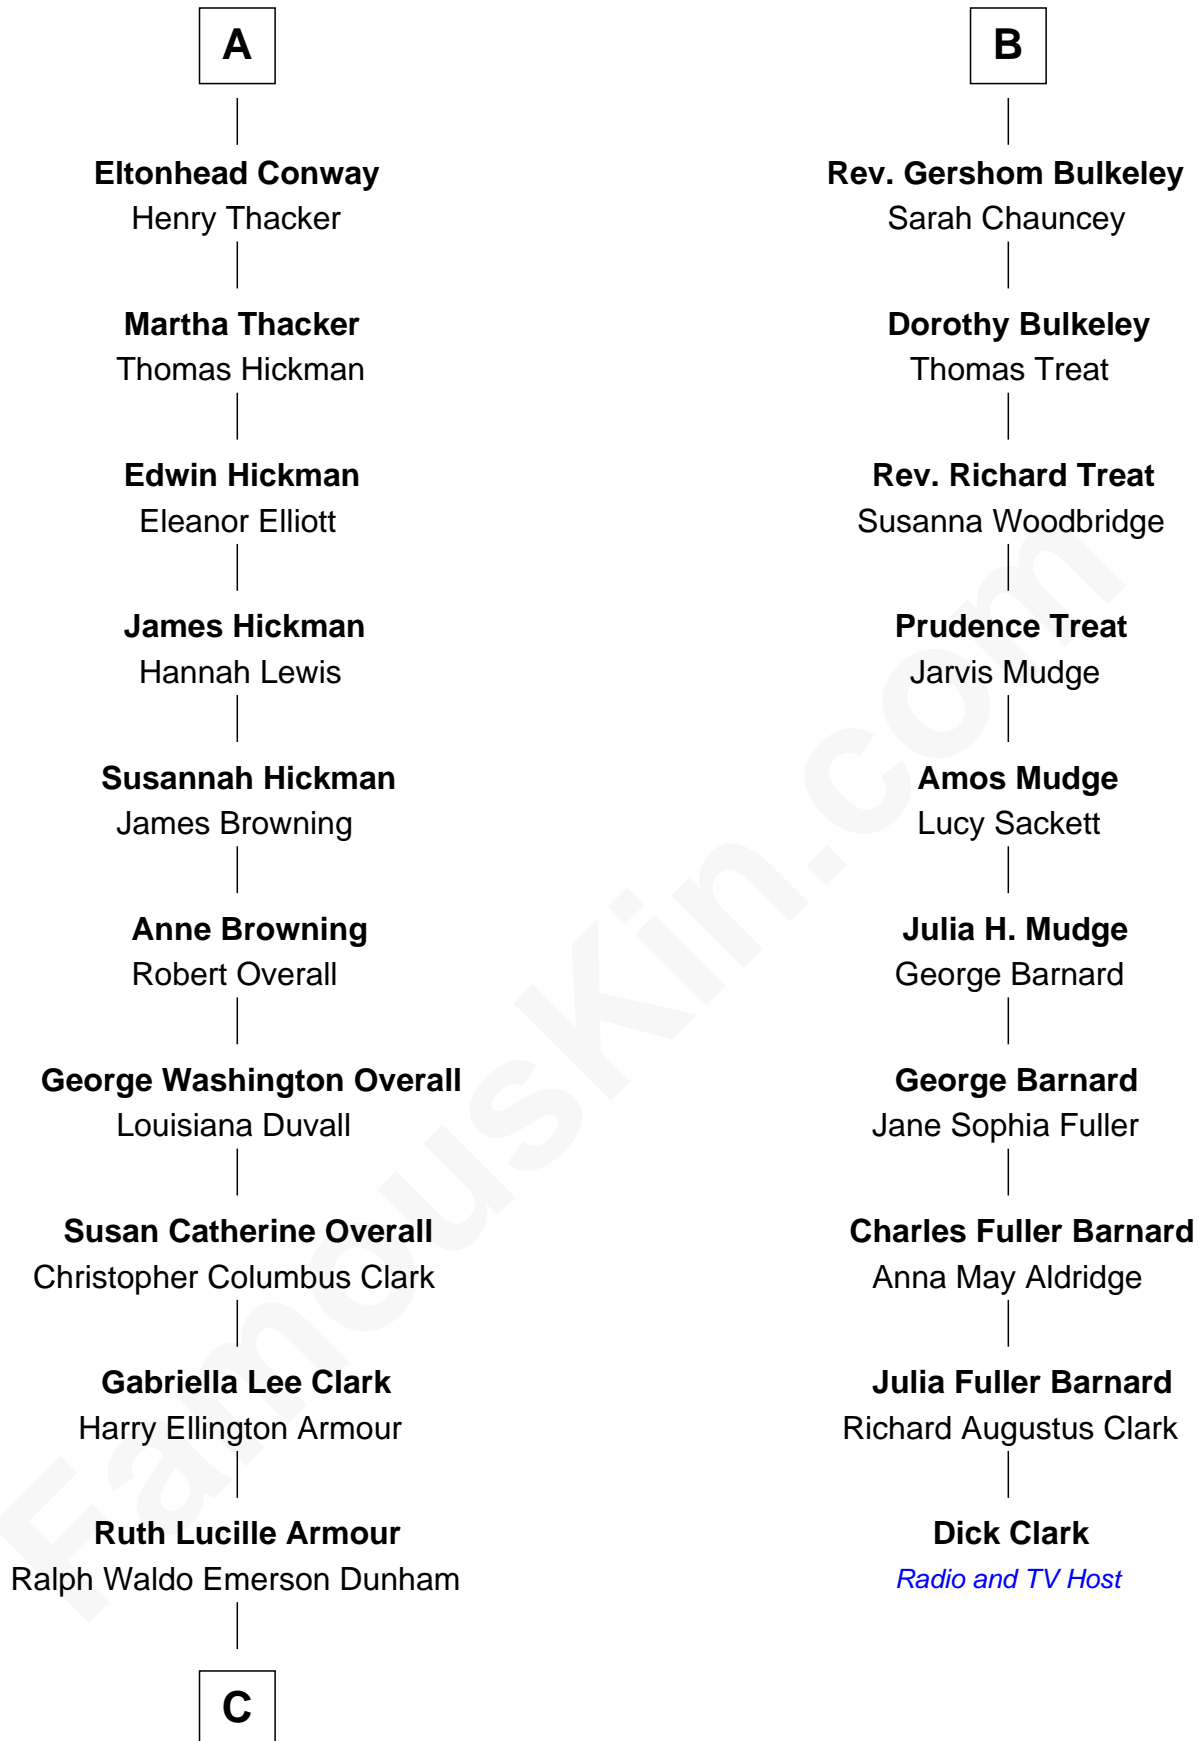 A
Eltonhead Conway
Henry Thacker
Martha Thacker
Thomas Hickman
Edwin Hickman
Eleanor Elliott
James Hickman
Hannah Lewis
Susannah Hickman
James Browning
Anne Browning
Robert Overall
George Washington Overall
Louisiana Duvall
Susan Catherine Overall
Christopher Columbus Clark
Gabriella Lee Clark
Harry Ellington Armour
Ruth Lucille Armour
Ralph Waldo Emerson Dunham
C
B
Rev. Gershom Bulkeley
Sarah Chauncey
Dorothy Bulkeley
Thomas Treat
Rev. Richard Treat
Susanna Woodbridge
Prudence Treat
Jarvis Mudge
Amos Mudge
Lucy Sackett
Julia H. Mudge
George Barnard
George Barnard
Jane Sophia Fuller
Charles Fuller Barnard
Anna May Aldridge
Julia Fuller Barnard
Richard Augustus Clark
Dick Clark
Radio and TV Host
FamousKin.com